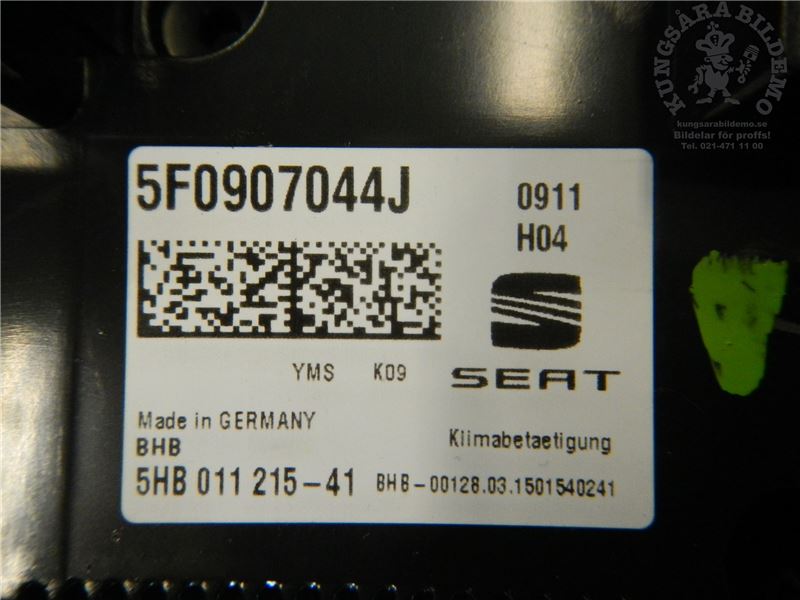 KUNGSÅRA BILDEMO
kungsarabildemo.se
Bildelar för proffs!
Tel. 021-471 11 00
5F0907044J
0911
H04
YMS K09
SEAT
Made in GERMANY
BHB
Klimabetaetigung
5HB 011 215-41
BHB-00128.03.1501540241